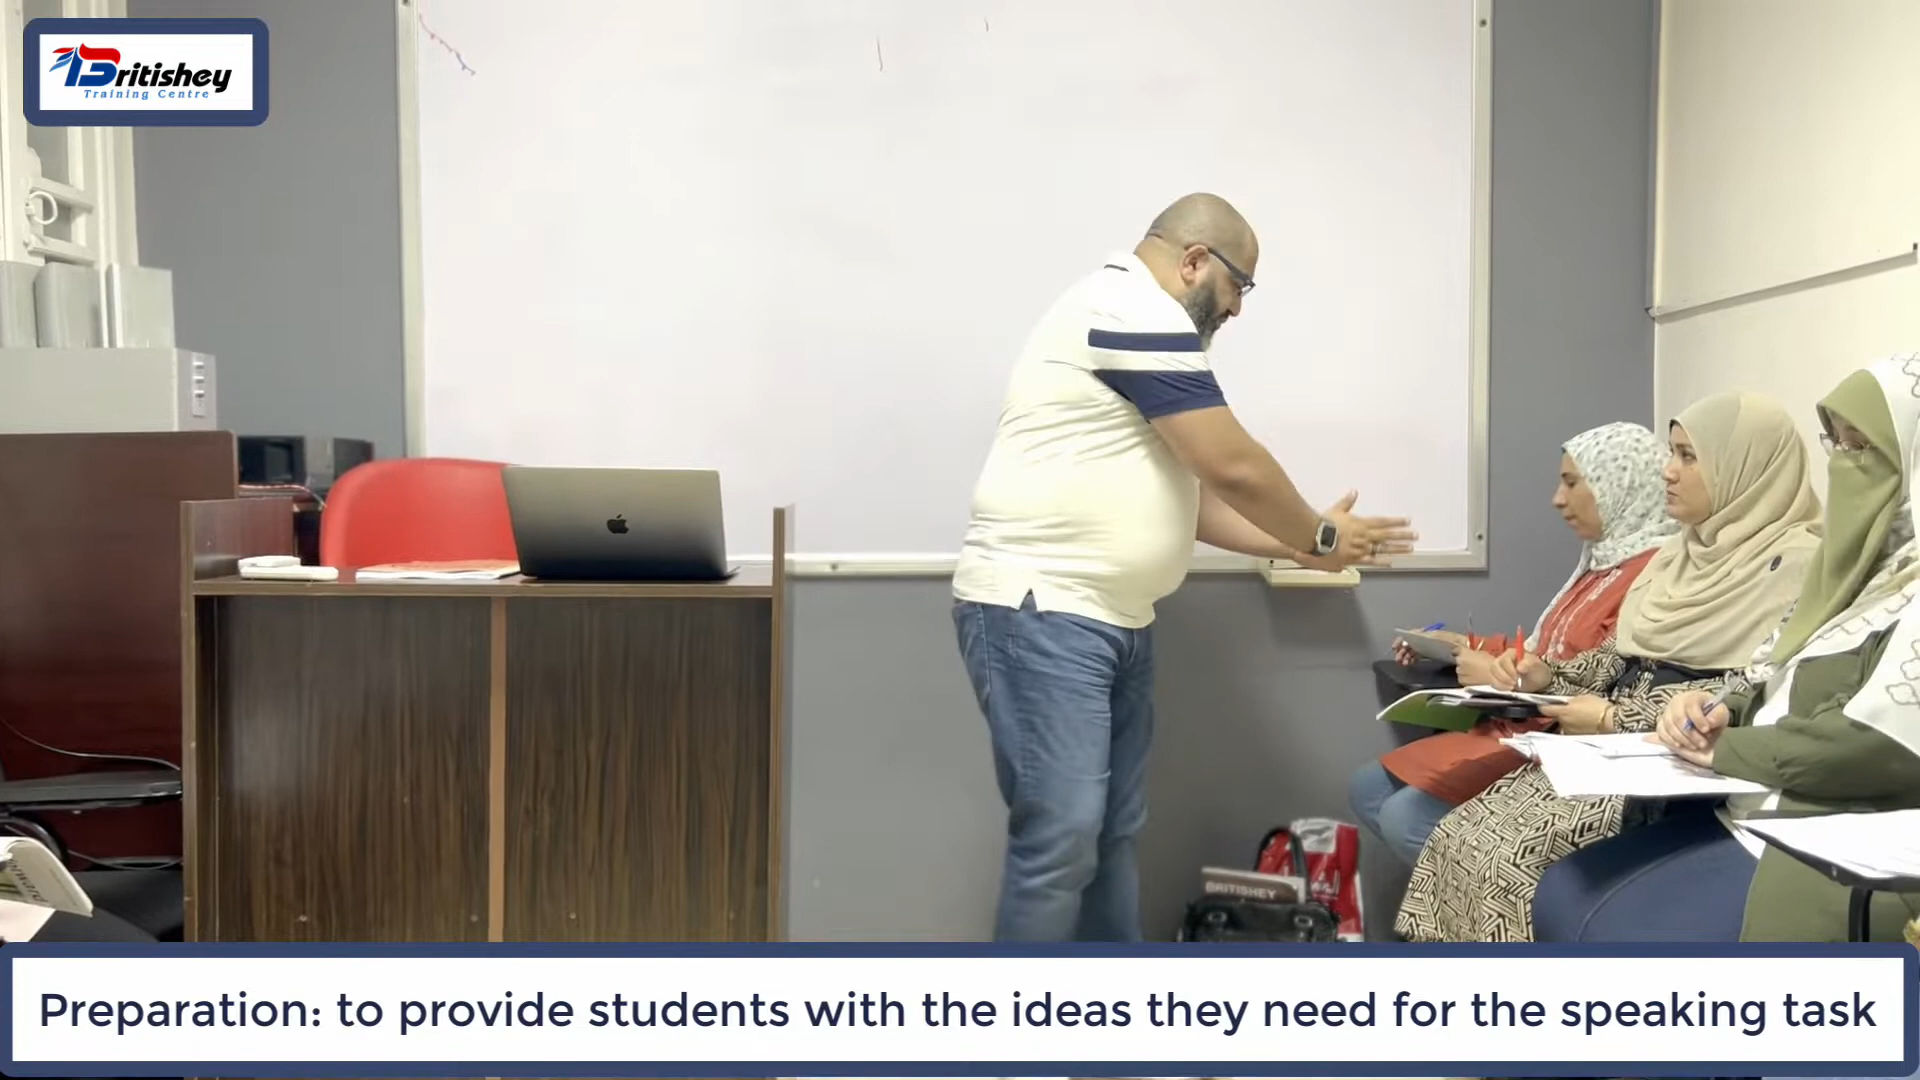 Britishey
Training Centre
BRITISHEY
Preparation: to provide students with the ideas they need for the speaking task